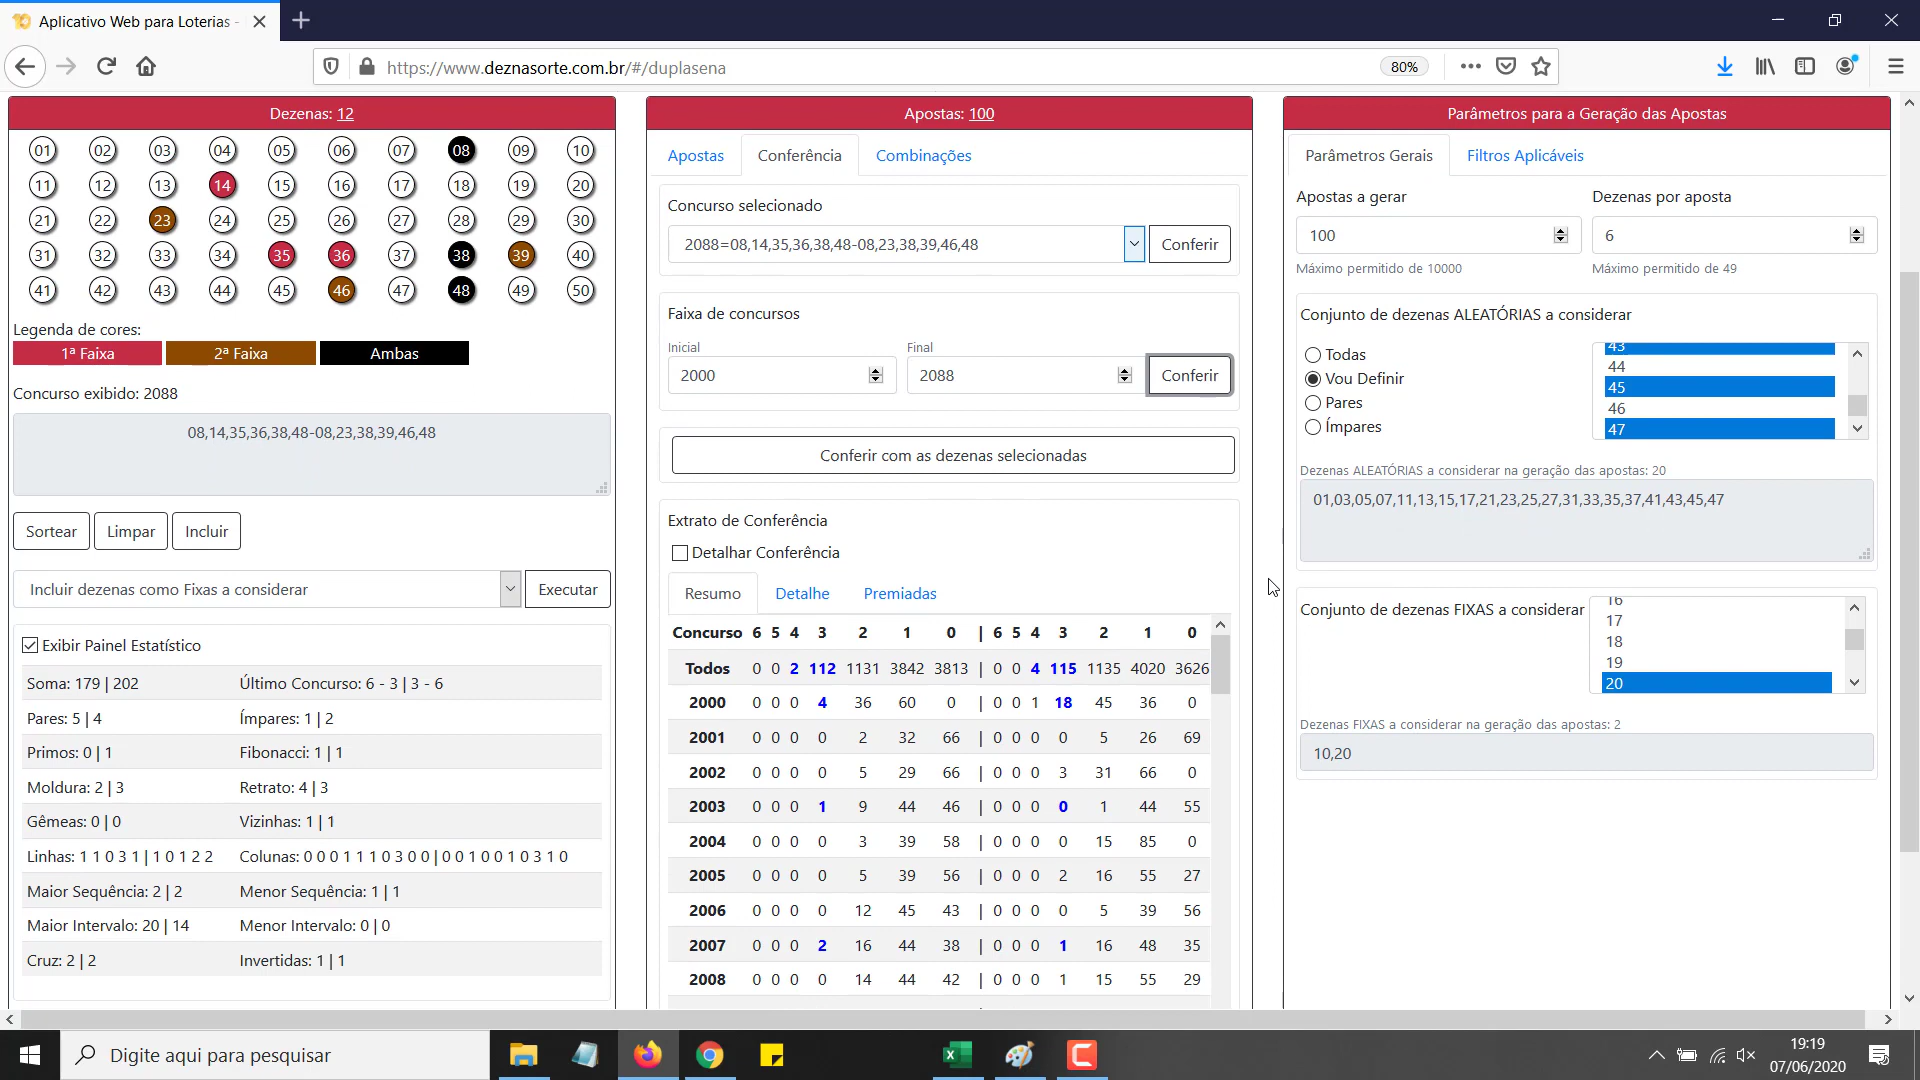 Aplicativo Web para Loterias -
https://www.deznasorte.com.br/#/duplasena
80%
Dezenas: 12
01 02 03 04 05 06 07 08 09 10
11 12 13 14 15 16 17 18 19 20
21 22 23 24 25 26 27 28 29 30
31 32 33 34 35 36 37 38 39 40
41 42 43 44 45 46 47 48 49 50
Legenda de cores:
1ª Faixa 2ª Faixa Ambas
Concurso exibido: 2088
08,14,35,36,38,48-08,23,38,39,46,48
Sortear Limpar Incluir
Incluir dezenas como Fixas a considerar Executar
Exibir Painel Estatístico
Soma: 179 | 202 Último Concurso: 6 - 3 | 3 - 6
Pares: 5 | 4 Ímpares: 1 | 2
Primos: 0 | 1 Fibonacci: 1 | 1
Moldura: 2 | 3 Retrato: 4 | 3
Gêmeas: 0 | 0 Vizinhas: 1 | 1
Linhas: 1 1 0 3 1 | 1 0 1 2 2 Colunas: 0 0 0 1 1 1 0 3 0 0 | 0 0 1 0 0 1 0 3 1 0
Maior Sequência: 2 | 2 Menor Sequência: 1 | 1
Maior Intervalo: 20 | 14 Menor Intervalo: 0 | 0
Cruz: 2 | 2 Invertidas: 1 | 1
Apostas: 100
Apostas Conferência Combinações
Concurso selecionado
2088=08,14,35,36,38,48-08,23,38,39,46,48 Conferir
Faixa de concursos
Inicial Final
2000 2088 Conferir
Conferir com as dezenas selecionadas
Extrato de Conferência
Detalhar Conferência
Resumo Detalhe Premiadas
Concurso 6 5 4 3 2 1 0 | 6 5 4 3 2 1 0
Todos 0 0 2 112 1131 3842 3813 | 0 0 4 115 1135 4020 3626
2000 0 0 0 4 36 60 0 | 0 0 1 18 45 36 0
2001 0 0 0 0 2 32 66 | 0 0 0 0 5 26 69
2002 0 0 0 0 5 29 66 | 0 0 0 3 31 66 0
2003 0 0 0 1 9 44 46 | 0 0 0 0 1 44 55
2004 0 0 0 0 3 39 58 | 0 0 0 0 15 85 0
2005 0 0 0 0 5 39 56 | 0 0 0 2 16 55 27
2006 0 0 0 0 12 45 43 | 0 0 0 0 5 39 56
2007 0 0 0 2 16 44 38 | 0 0 0 1 16 48 35
2008 0 0 0 0 14 44 42 | 0 0 0 1 15 55 29
Parâmetros para a Geração das Apostas
Parâmetros Gerais Filtros Aplicáveis
Apostas a gerar Dezenas por aposta
100 6
Máximo permitido de 10000 Máximo permitido de 49
Conjunto de dezenas ALEATÓRIAS a considerar
Todas
Vou Definir
Pares
Ímpares
43
44
45
46
47
Dezenas ALEATÓRIAS a considerar na geração das apostas: 20
01,03,05,07,11,13,15,17,21,23,25,27,31,33,35,37,41,43,45,47
Conjunto de dezenas FIXAS a considerar
16
17
18
19
20
Dezenas FIXAS a considerar na geração das apostas: 2
10,20
Digite aqui para pesquisar
19:19
07/06/2020